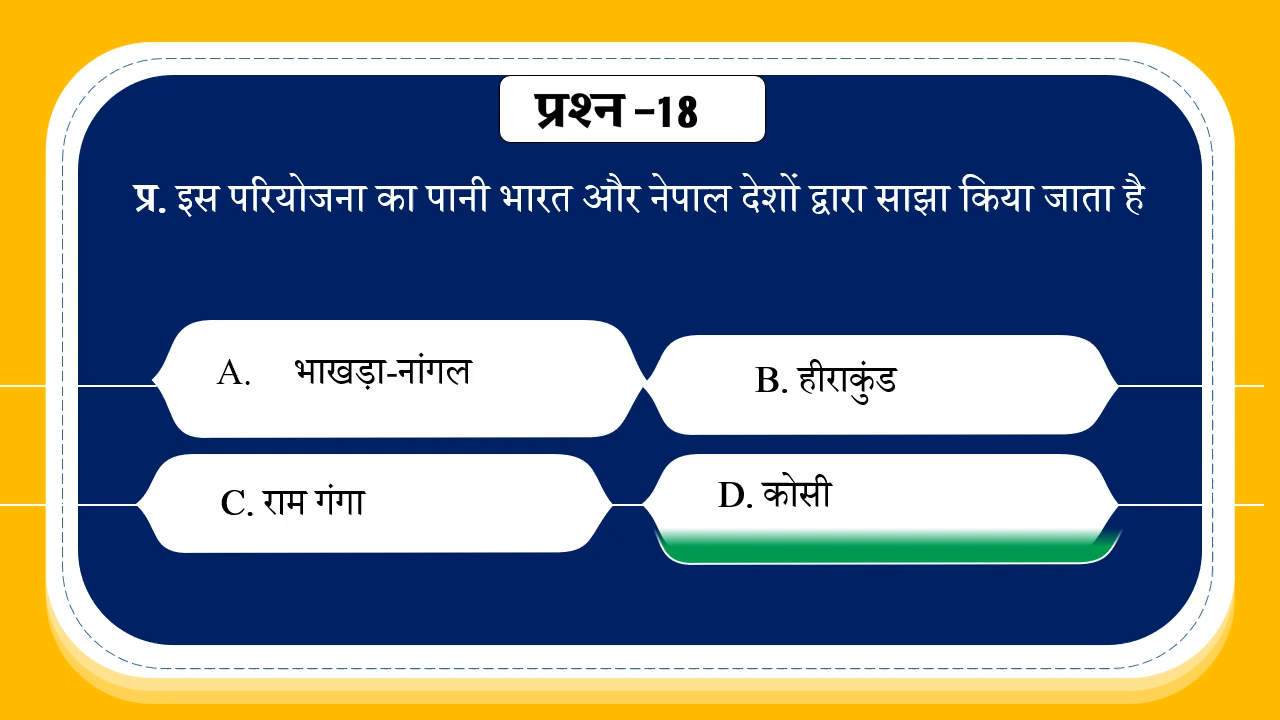 प्रश्न –18
प्र. इस परियोजना का पानी भारत और नेपाल देशों द्वारा साझा किया जाता है
A. भाखड़ा-नांगल
B. हीराकुंड
C. राम गंगा
D. कोसी